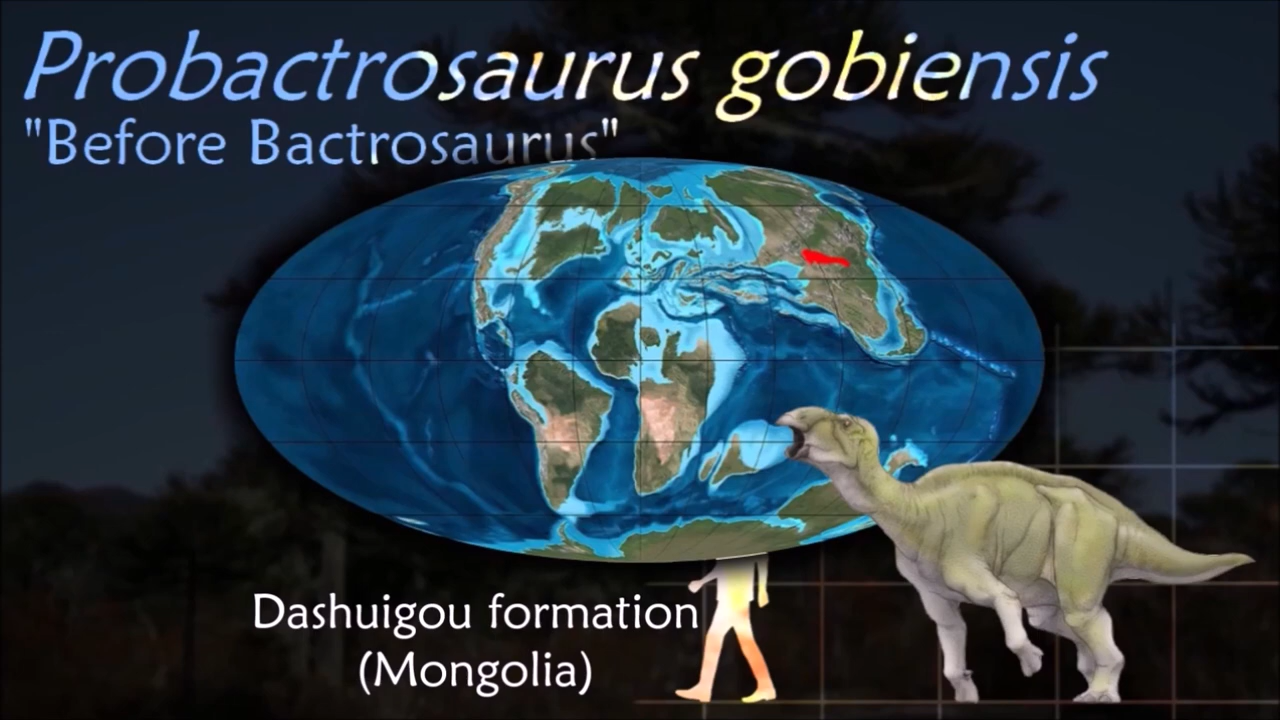 Probactrosaurus gobiensis
"Before Bactrosaurus"
Dashuigou formation
(Mongolia)